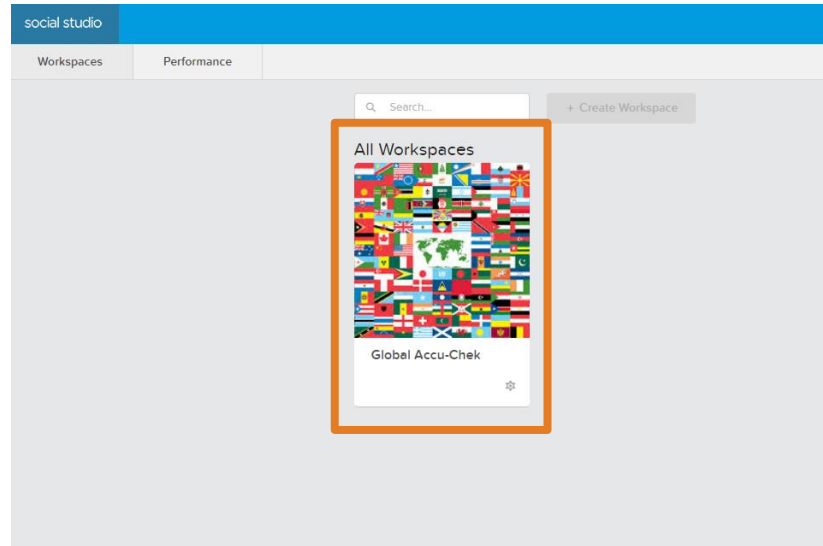 social studio
Workspaces
Performance
Search...
+ Create Workspace
All Workspaces
Global Accu-Chek